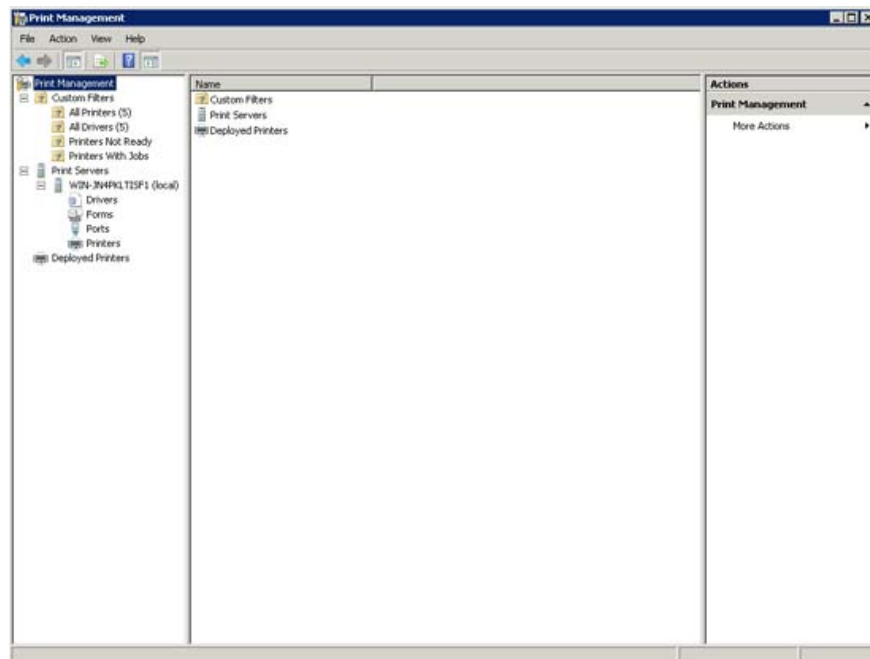 Print Management
File Action View Help
Print Management
Custom Filters
All Printers (5)
All Drivers (5)
Printers Not Ready
Printers With Jobs
Print Servers
WIN-JN4PKLTISF1 (local)
Drivers
Forms
Ports
Printers
Deployed Printers
Name
Custom Filters
Print Servers
Deployed Printers
Actions
Print Management
More Actions